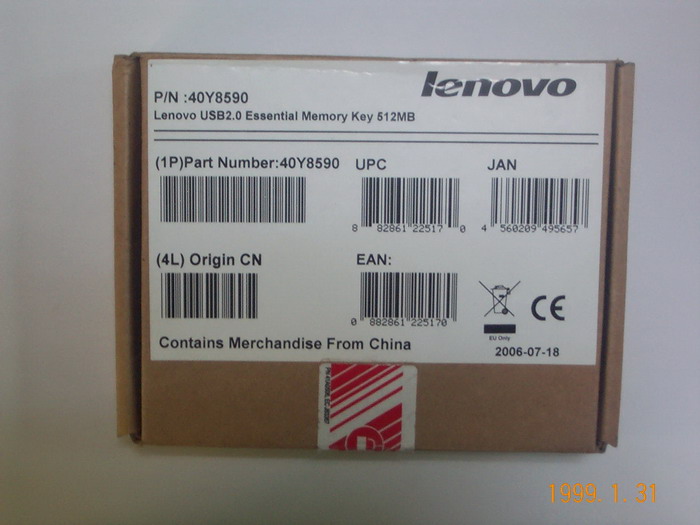 lenovo
P/N :40Y8590
Lenovo USB2.0 Essential Memory Key 512MB
(1P)Part Number:40Y8590
UPC
JAN
8 82861 22517 0
4 560209 495657
(4L) Origin CN
EAN:
0 882861 225170
CE
EU Only
Contains Merchandise From China
2006-07-18
1999. 1. 31